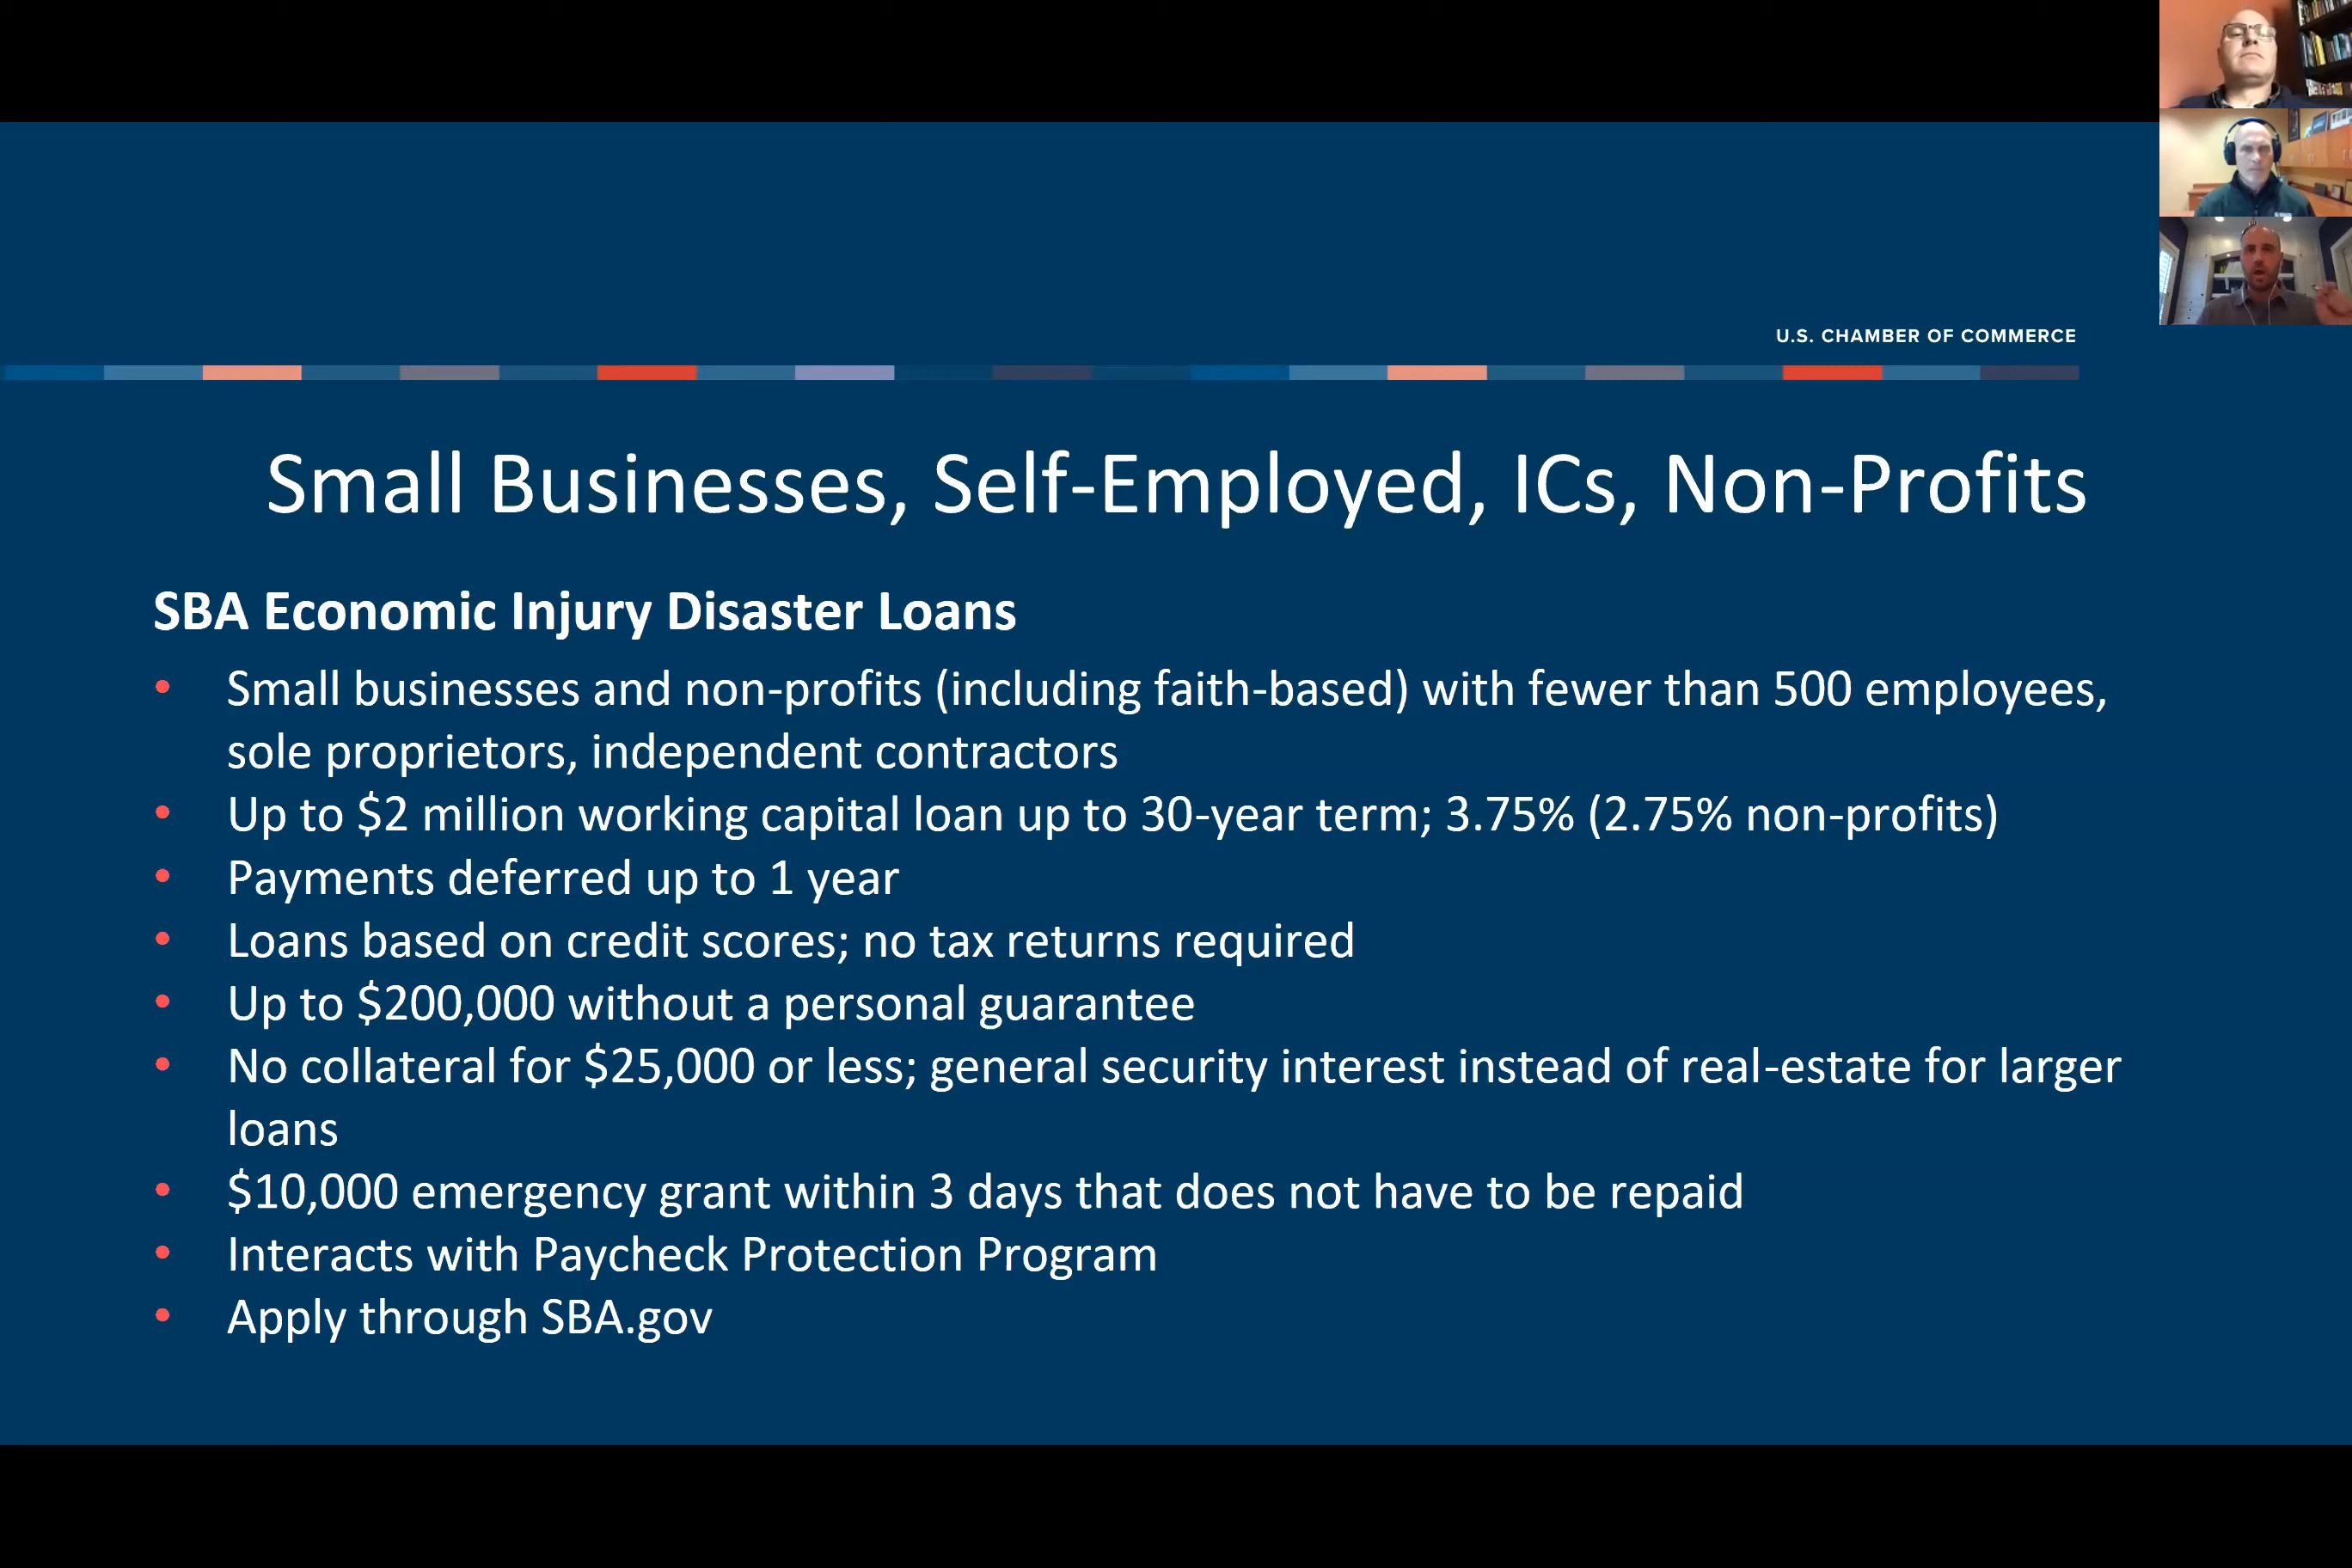 U.S. CHAMBER OF COMMERCE
Small Businesses, Self-Employed, ICs, Non-Profits
SBA Economic Injury Disaster Loans
• Small businesses and non-profits (including faith-based) with fewer than 500 employees,
sole proprietors, independent contractors
• Up to $2 million working capital loan up to 30-year term; 3.75% (2.75% non-profits)
• Payments deferred up to 1 year
• Loans based on credit scores; no tax returns required
• Up to $200,000 without a personal guarantee
• No collateral for $25,000 or less; general security interest instead of real-estate for larger
loans
• $10,000 emergency grant within 3 days that does not have to be repaid
• Interacts with Paycheck Protection Program
• Apply through SBA.gov